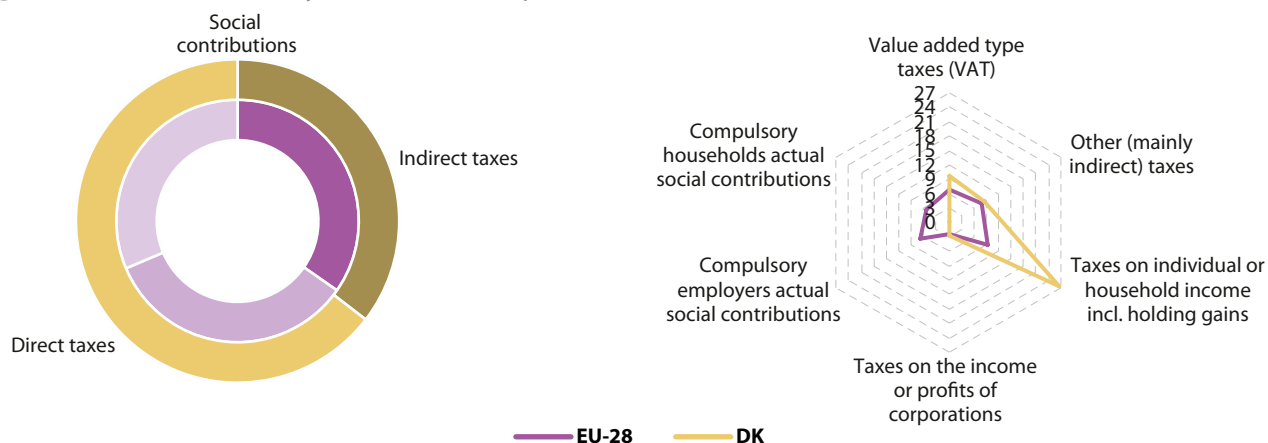 Social
contributions
Indirect taxes
Direct taxes
Value added type
taxes (VAT)
27
24
21
18
15
12
9
6
3
0
Compulsory
households actual
social contributions
Other (mainly
indirect) taxes
Compulsory
employers actual
social contributions
Taxes on individual or
household income
incl. holding gains
Taxes on the income
or profits of
corporations
EU-28
DK